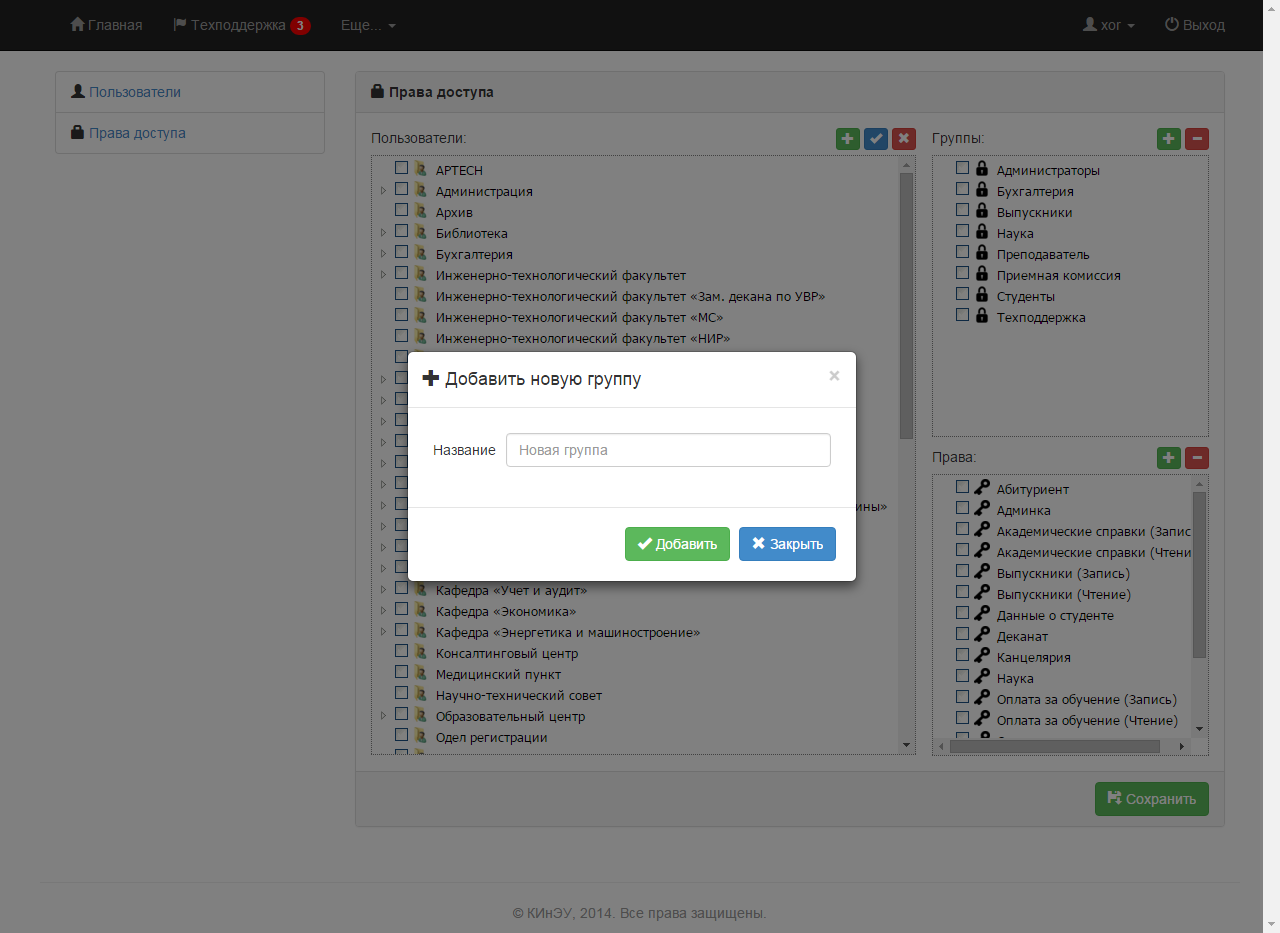 Главная Техподдержка 3 Еще... xor Выход
Пользователи
Права доступа
Права доступа
Пользователи:
APTECH
Администрация
Архив
Библиотека
Бухгалтерия
Инженерно-технологический факультет
Инженерно-технологический факультет «Зам. декана по УВР»
Инженерно-технологический факультет «МС»
Инженерно-технологический факультет «НИР»
ины»
Кафедра «Учет и аудит»
Кафедра «Экономика»
Кафедра «Энергетика и машиностроение»
Консалтинговый центр
Медицинский пункт
Научно-технический совет
Образовательный центр
Одел регистрации
Группы:
Администраторы
Бухгалтерия
Выпускники
Наука
Преподаватель
Приемная комиссия
Студенты
Техподдержка
Права:
Абитуриент
Админка
Академические справки (Запис
Академические справки (Чтени
Выпускники (Запись)
Выпускники (Чтение)
Данные о студенте
Деканат
Канцелярия
Наука
Оплата за обучение (Запись)
Оплата за обучение (Чтение)
Добавить новую группу ×
Название Новая группа
Добавить Закрыть
Сохранить
© КИнЭУ, 2014. Все права защищены.